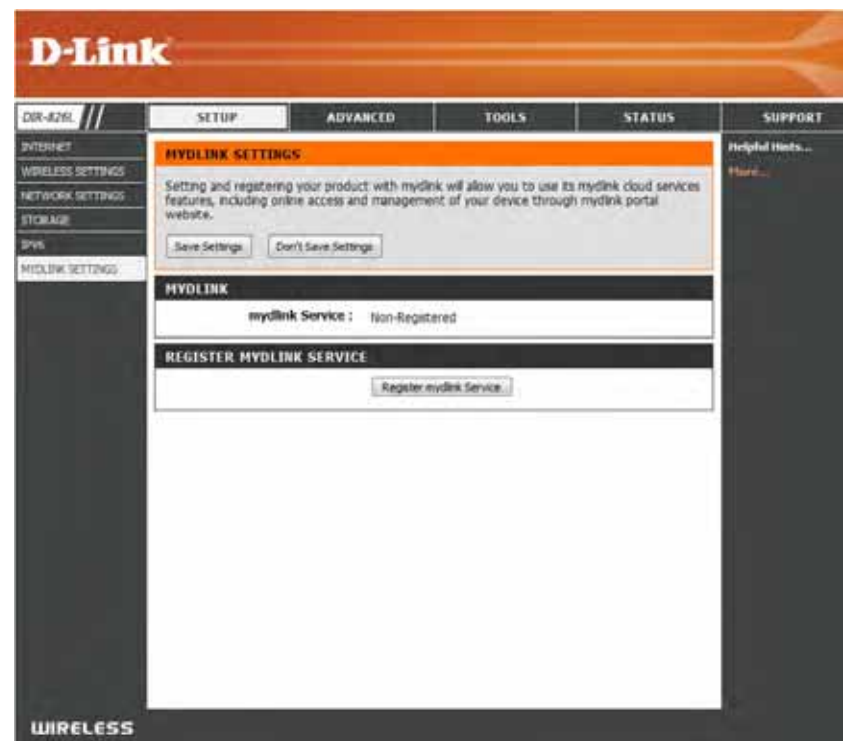 D-Link
DIR-826L
SETUP
ADVANCED
TOOLS
STATUS
SUPPORT
INTERNET
WIRELESS SETTINGS
NETWORK SETTINGS
STORAGE
IPV6
MYDLINK SETTINGS
MYDLINK SETTINGS
Setting and registering your product with mydlink will allow you to use its mydlink cloud services
features, including online access and management of your device through mydlink portal
website.
Save Settings
Don't Save Settings
MYDLINK
mydlink Service : Non-Registered
REGISTER MYDLINK SERVICE
Register mydlink Service
Helpful Hints...
More...
WIRELESS